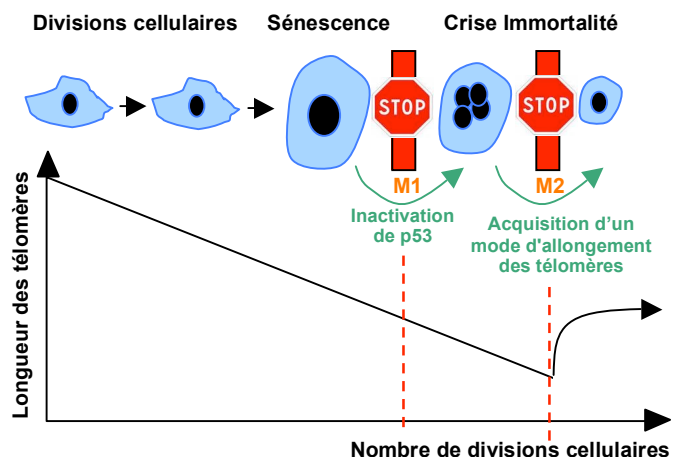 Divisions cellulaires Sénescence Crise Immortalité
STOP STOP
M1 M2
Inactivation
de p53
Acquisition d'un
mode d'allongement
des télomères
Longueur des télomères
Nombre de divisions cellulaires